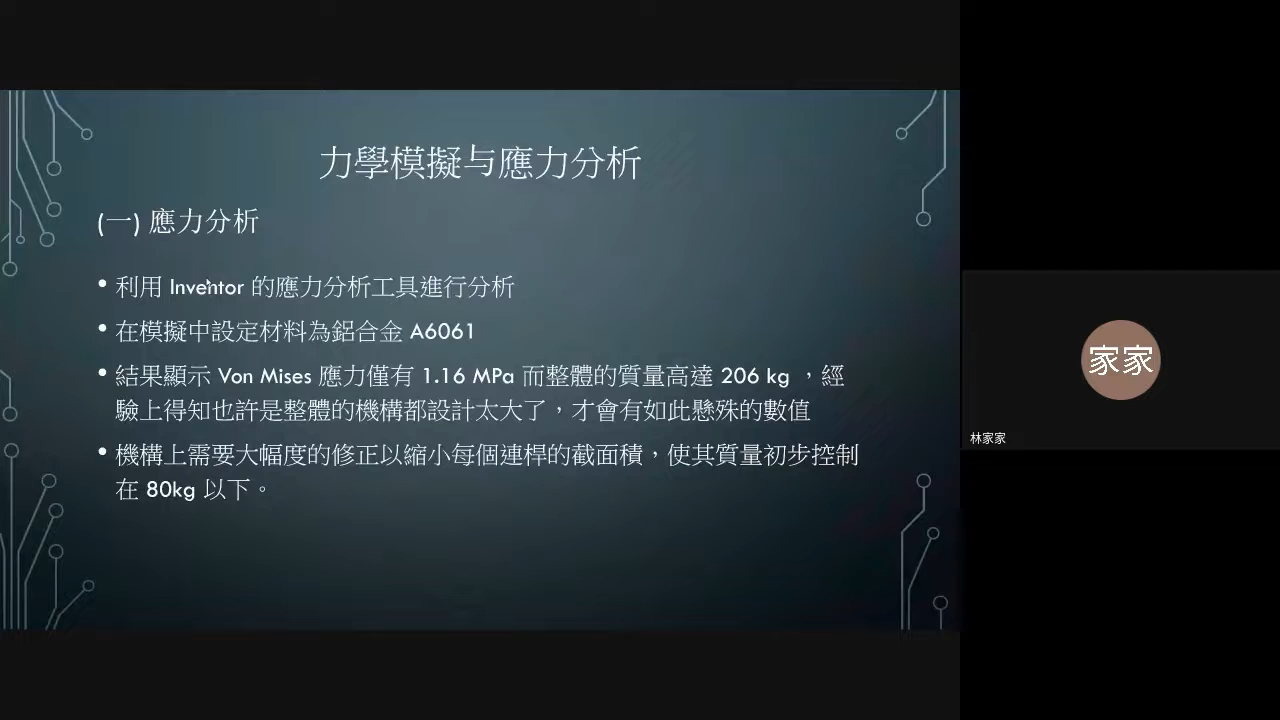 力學模擬与應力分析
(一) 應力分析
• 利用 Inventor 的應力分析工具進行分析
• 在模擬中設定材料為鋁合金 A6061
• 結果顯示 Von Mises 應力僅有 1.16 MPa 而整體的質量高達 206 kg ，經
驗上得知也許是整體的機構都設計太大了，才會有如此懸殊的數值
• 機構上需要大幅度的修正以縮小每個連桿的截面積，使其質量初步控制
在 80kg 以下。
家家
林家家